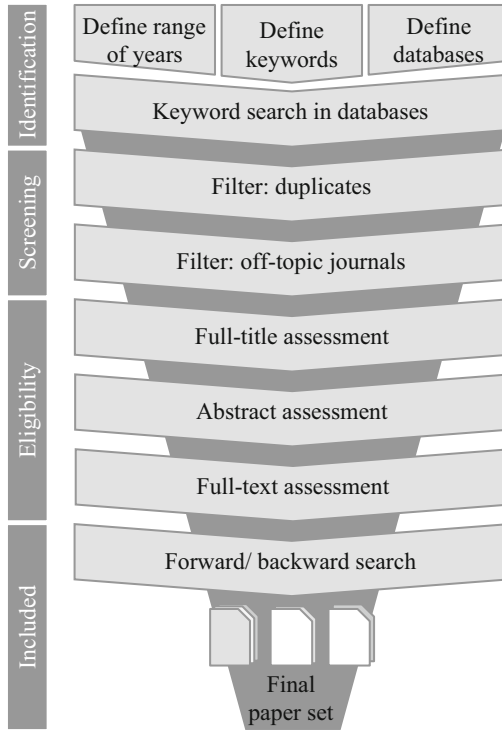 Identification
Define range
of years
Define
keywords
Define
databases
Keyword search in databases
Screening
Filter: duplicates
Filter: off-topic journals
Eligibility
Full-title assessment
Abstract assessment
Full-text assessment
Included
Forward/ backward search
Final
paper set